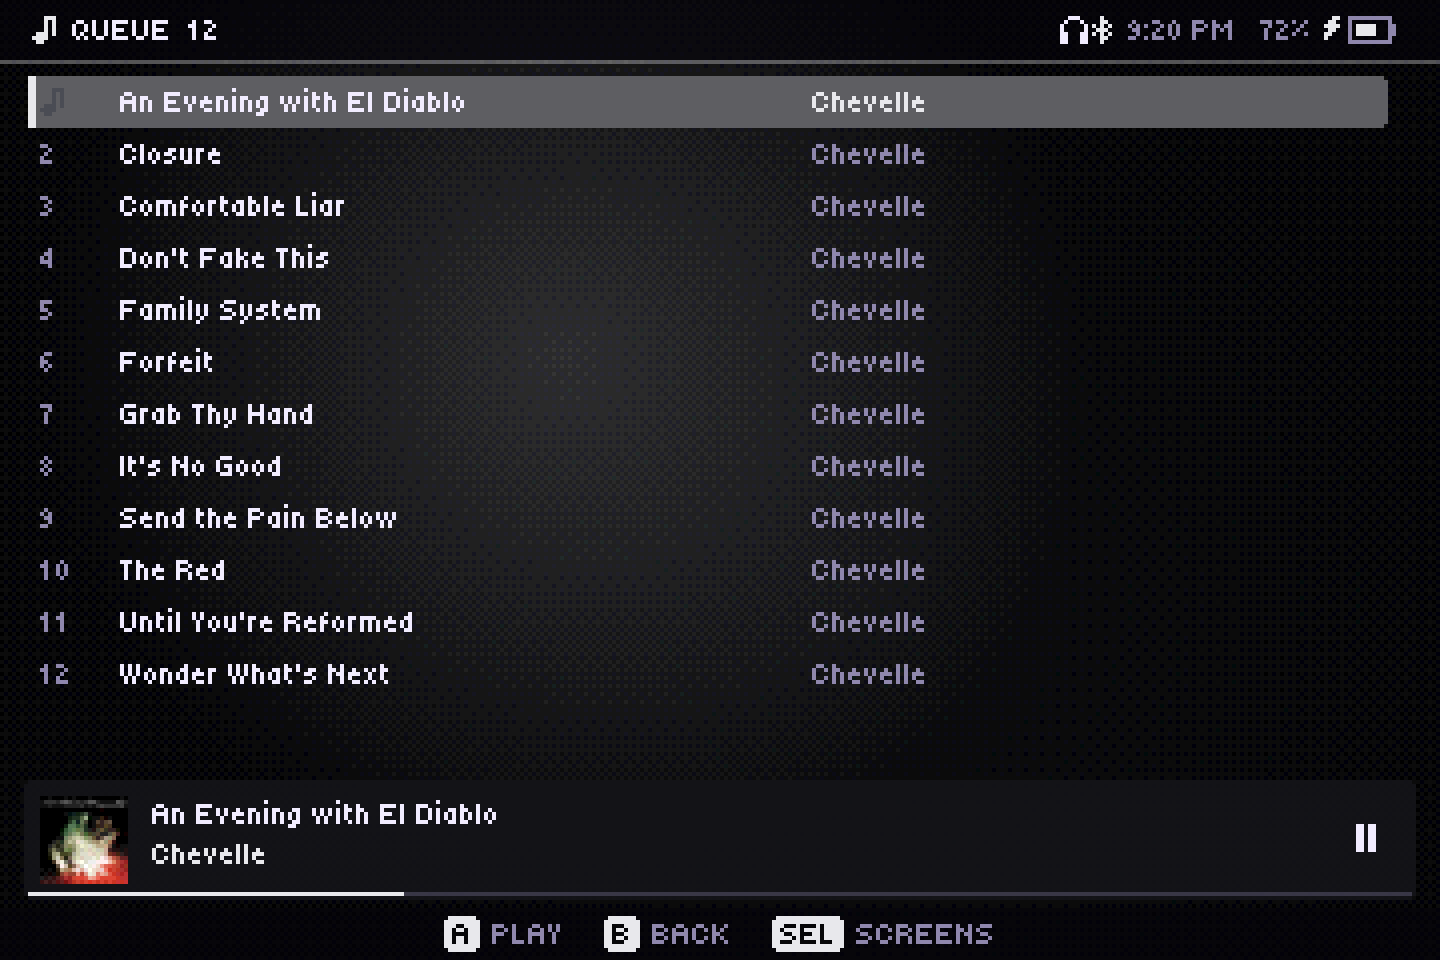 QUEUE 12 9:20 PM 72%
An Evening with El Diablo Chevelle
2 Closure Chevelle
3 Comfortable Liar Chevelle
4 Don't Fake This Chevelle
5 Family System Chevelle
6 Forfeit Chevelle
7 Grab Thy Hand Chevelle
8 It's No Good Chevelle
9 Send the Pain Below Chevelle
10 The Red Chevelle
11 Until You're Reformed Chevelle
12 Wonder What's Next Chevelle
An Evening with El Diablo
Chevelle
A PLAY B BACK SEL SCREENS